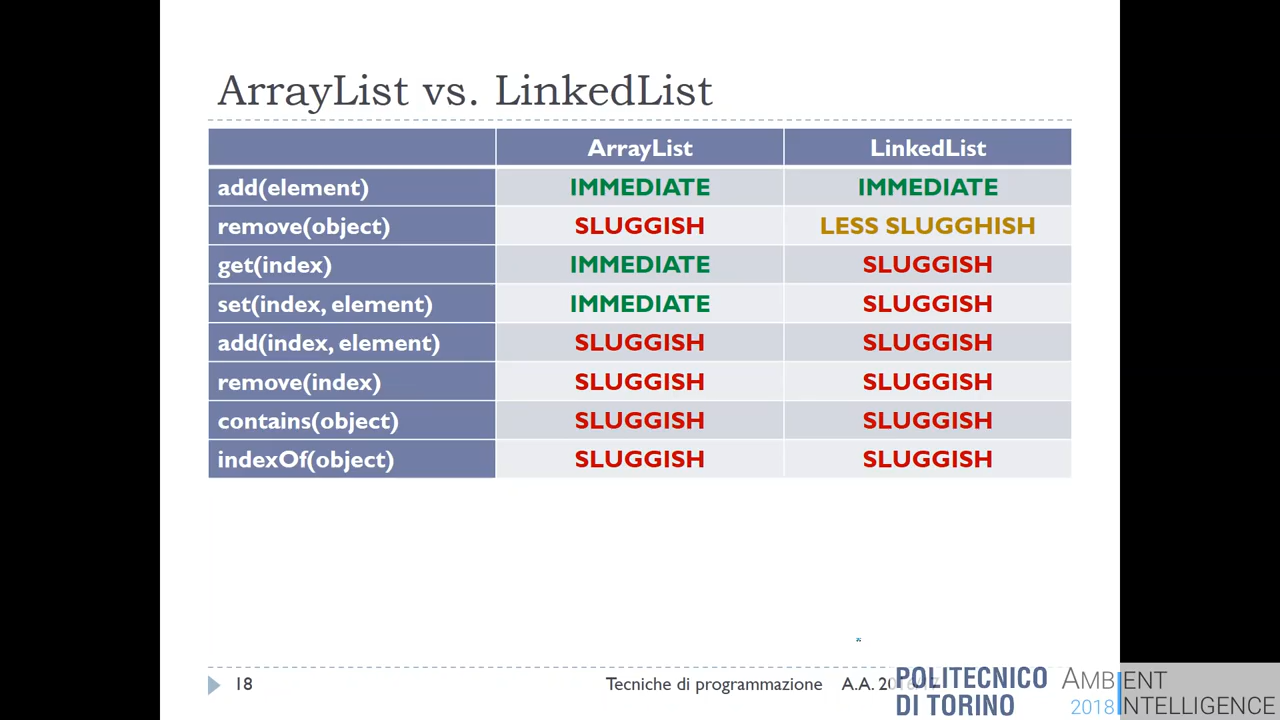 ArrayList vs. LinkedList
ArrayList LinkedList
add(element) IMMEDIATE IMMEDIATE
remove(object) SLUGGISH LESS SLUGGHISH
get(index) IMMEDIATE SLUGGISH
set(index, element) IMMEDIATE SLUGGISH
add(index, element) SLUGGISH SLUGGISH
remove(index) SLUGGISH SLUGGISH
contains(object) SLUGGISH SLUGGISH
indexOf(object) SLUGGISH SLUGGISH
18 Tecniche di programmazione A.A.
POLITECNICO
DI TORINO
AMBIENT
2018 INTELLIGENCE